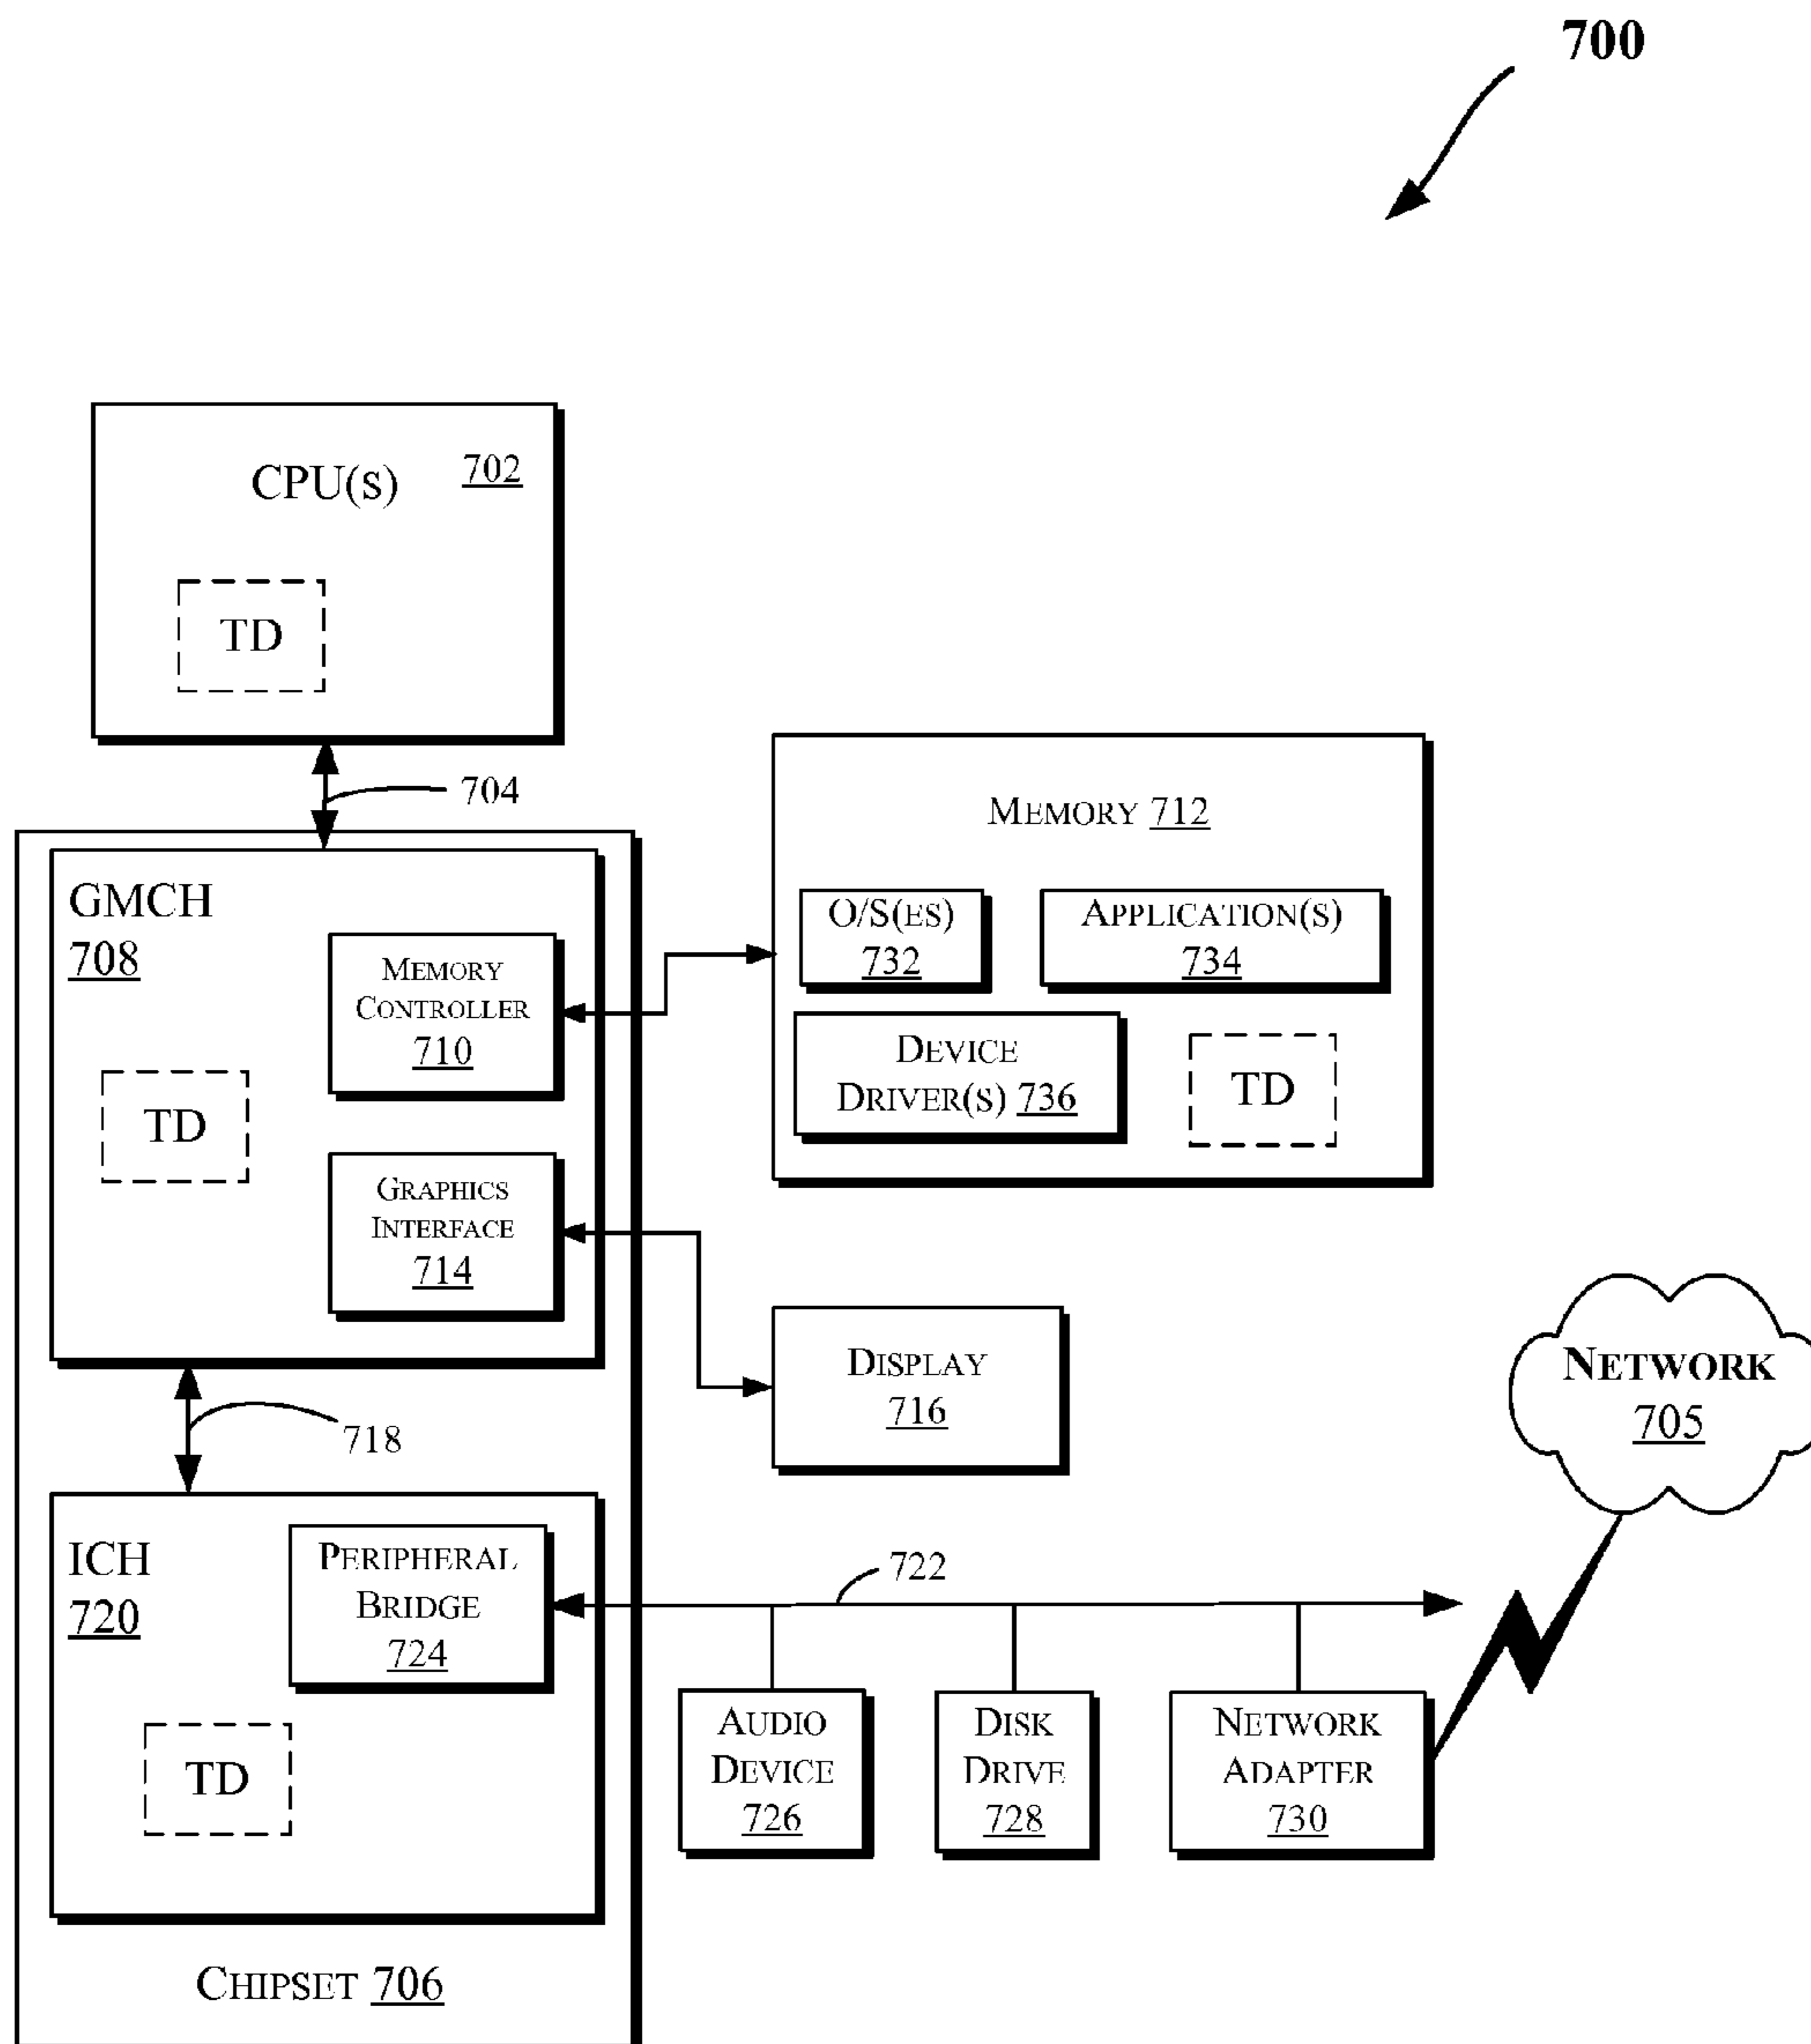 700
CPU(s)
702
TD
704
GMCH
708
MEMORY
CONTROLLER
710
TD
GRAPHICS
INTERFACE
714
MEMORY 712
O/S(ES)
732
APPLICATION(S)
734
DEVICE
DRIVER(S) 736
TD
DISPLAY
716
NETWORK
705
718
ICH
720
PERIPHERAL
BRIDGE
724
TD
722
AUDIO
DEVICE
726
DISK
DRIVE
728
NETWORK
ADAPTER
730
CHIPSET 706